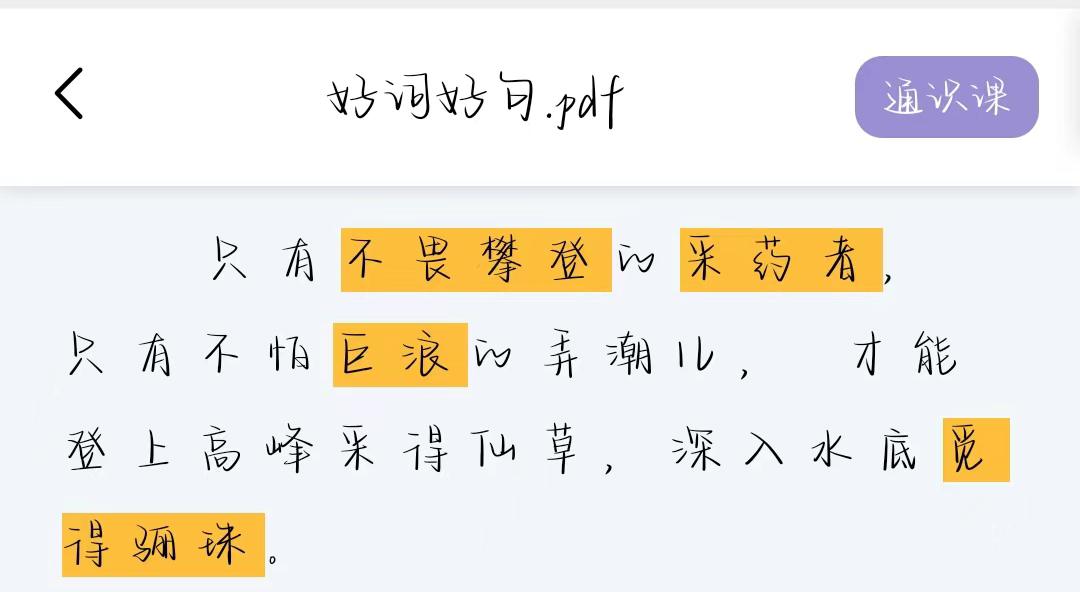 好词好句.pdf
通识课
只有不畏攀登的采药者,
只有不怕巨浪的弄潮儿, 才能
登上高峰采得仙草, 深入水底觅
得骊珠。